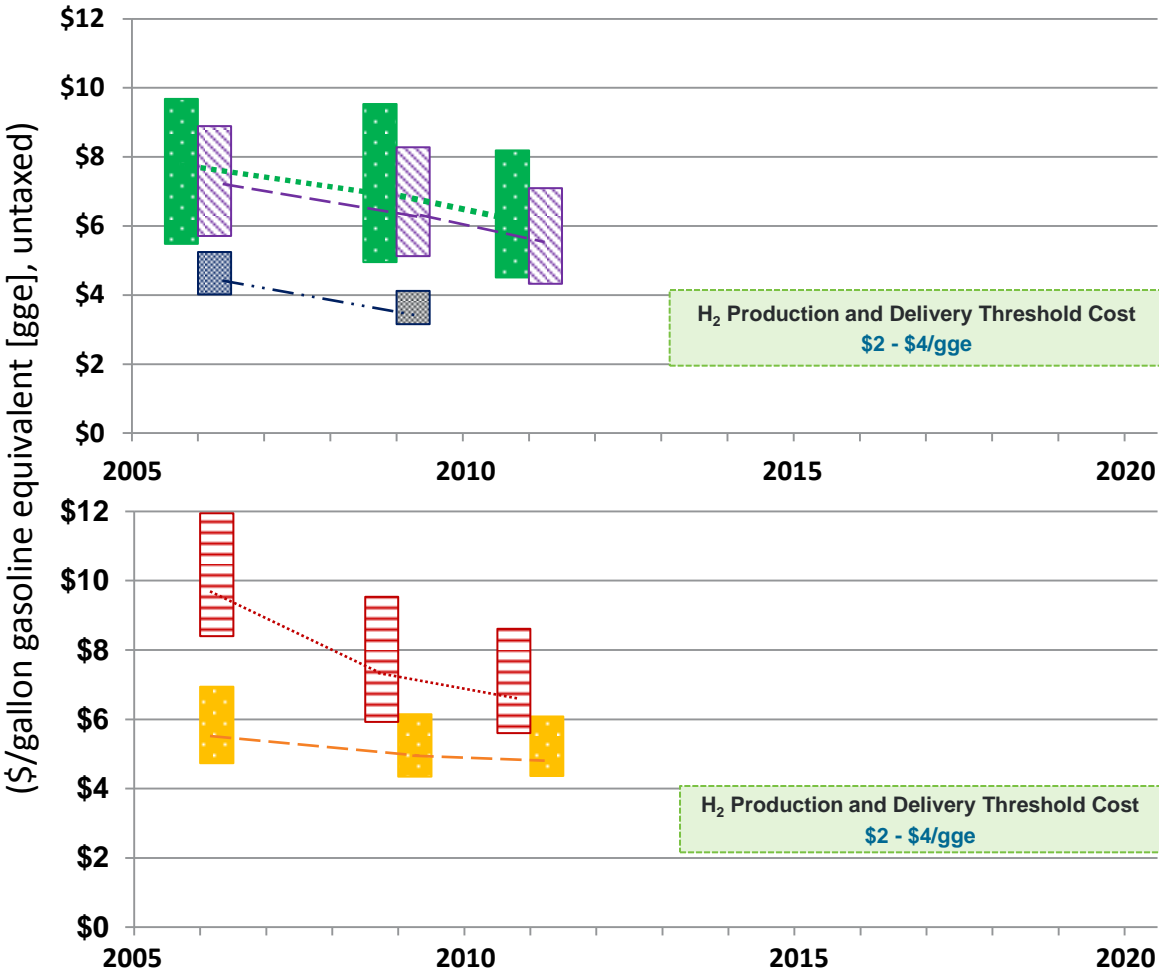 ($/gallon gasoline equivalent [gge], untaxed)
$12
$10
$8
$6
$4
$2
$0
2005 2010 2015 2020
H₂ Production and Delivery Threshold Cost
$2 - $4/gge
$12
$10
$8
$6
$4
$2
$0
2005 2010 2015 2020
H₂ Production and Delivery Threshold Cost
$2 - $4/gge